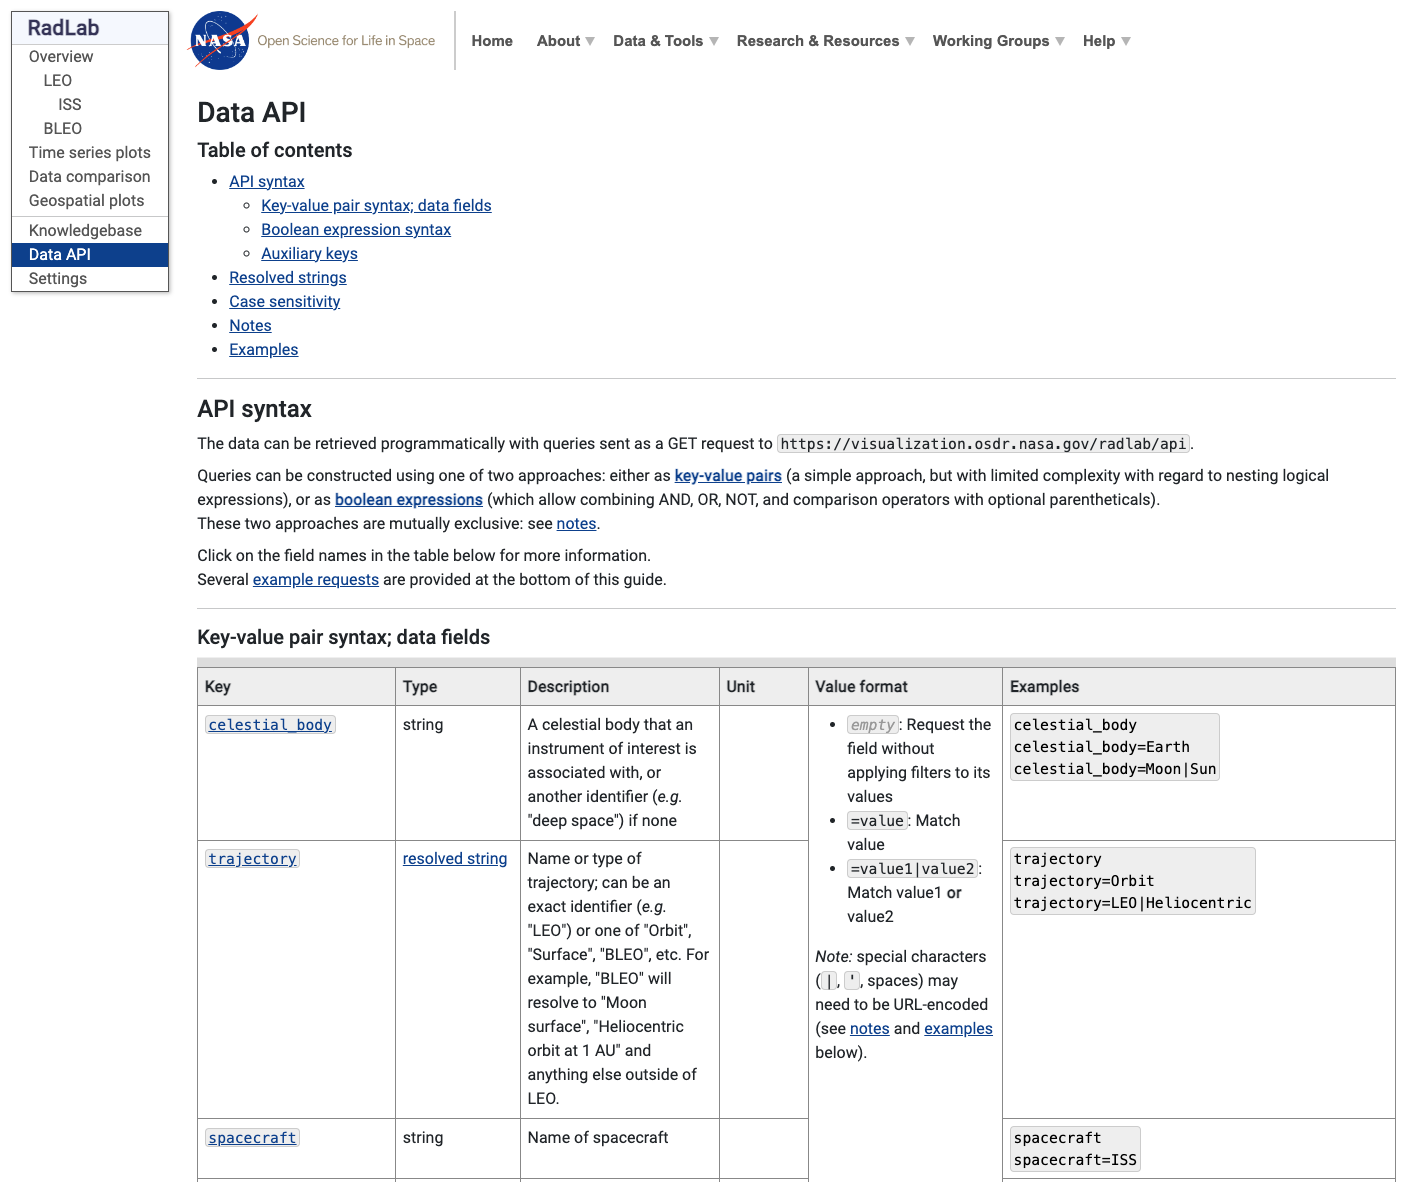 RadLab
Overview
LEO
ISS
BLEO
Time series plots
Data comparison
Geospatial plots
Knowledgebase
Data API
Settings
NASA
Open Science for Life in Space
Home About ▼ Data & Tools ▼ Research & Resources ▼ Working Groups ▼ Help ▼
Data API
Table of contents
• API syntax
◦ Key-value pair syntax; data fields
◦ Boolean expression syntax
◦ Auxiliary keys
• Resolved strings
• Case sensitivity
• Notes
• Examples
API syntax
The data can be retrieved programmatically with queries sent as a GET request to https://visualization.osdr.nasa.gov/radlab/api.
Queries can be constructed using one of two approaches: either as key-value pairs (a simple approach, but with limited complexity with regard to nesting logical
expressions), or as boolean expressions (which allow combining AND, OR, NOT, and comparison operators with optional parentheticals).
These two approaches are mutually exclusive: see notes.
Click on the field names in the table below for more information.
Several example requests are provided at the bottom of this guide.
Key-value pair syntax; data fields
Key Type Description Unit Value format Examples
celestial_body
string
A celestial body that an
instrument of interest is
associated with, or
another identifier (e.g.
"deep space") if none
• empty: Request the
field without
applying filters to its
values
• =value: Match
value
• =value1|value2:
Match value1 or
value2
Note: special characters
(|, ', spaces) may
need to be URL-encoded
(see notes and examples
below).
celestial_body
celestial_body=Earth
celestial_body=Moon|Sun
trajectory
resolved string
Name or type of
trajectory; can be an
exact identifier (e.g.
"LEO") or one of "Orbit",
"Surface", "BLEO", etc. For
example, "BLEO" will
resolve to "Moon
surface", "Heliocentric
orbit at 1 AU" and
anything else outside of
LEO.
trajectory
trajectory=Orbit
trajectory=LEO|Heliocentric
spacecraft
string
Name of spacecraft
spacecraft
spacecraft=ISS